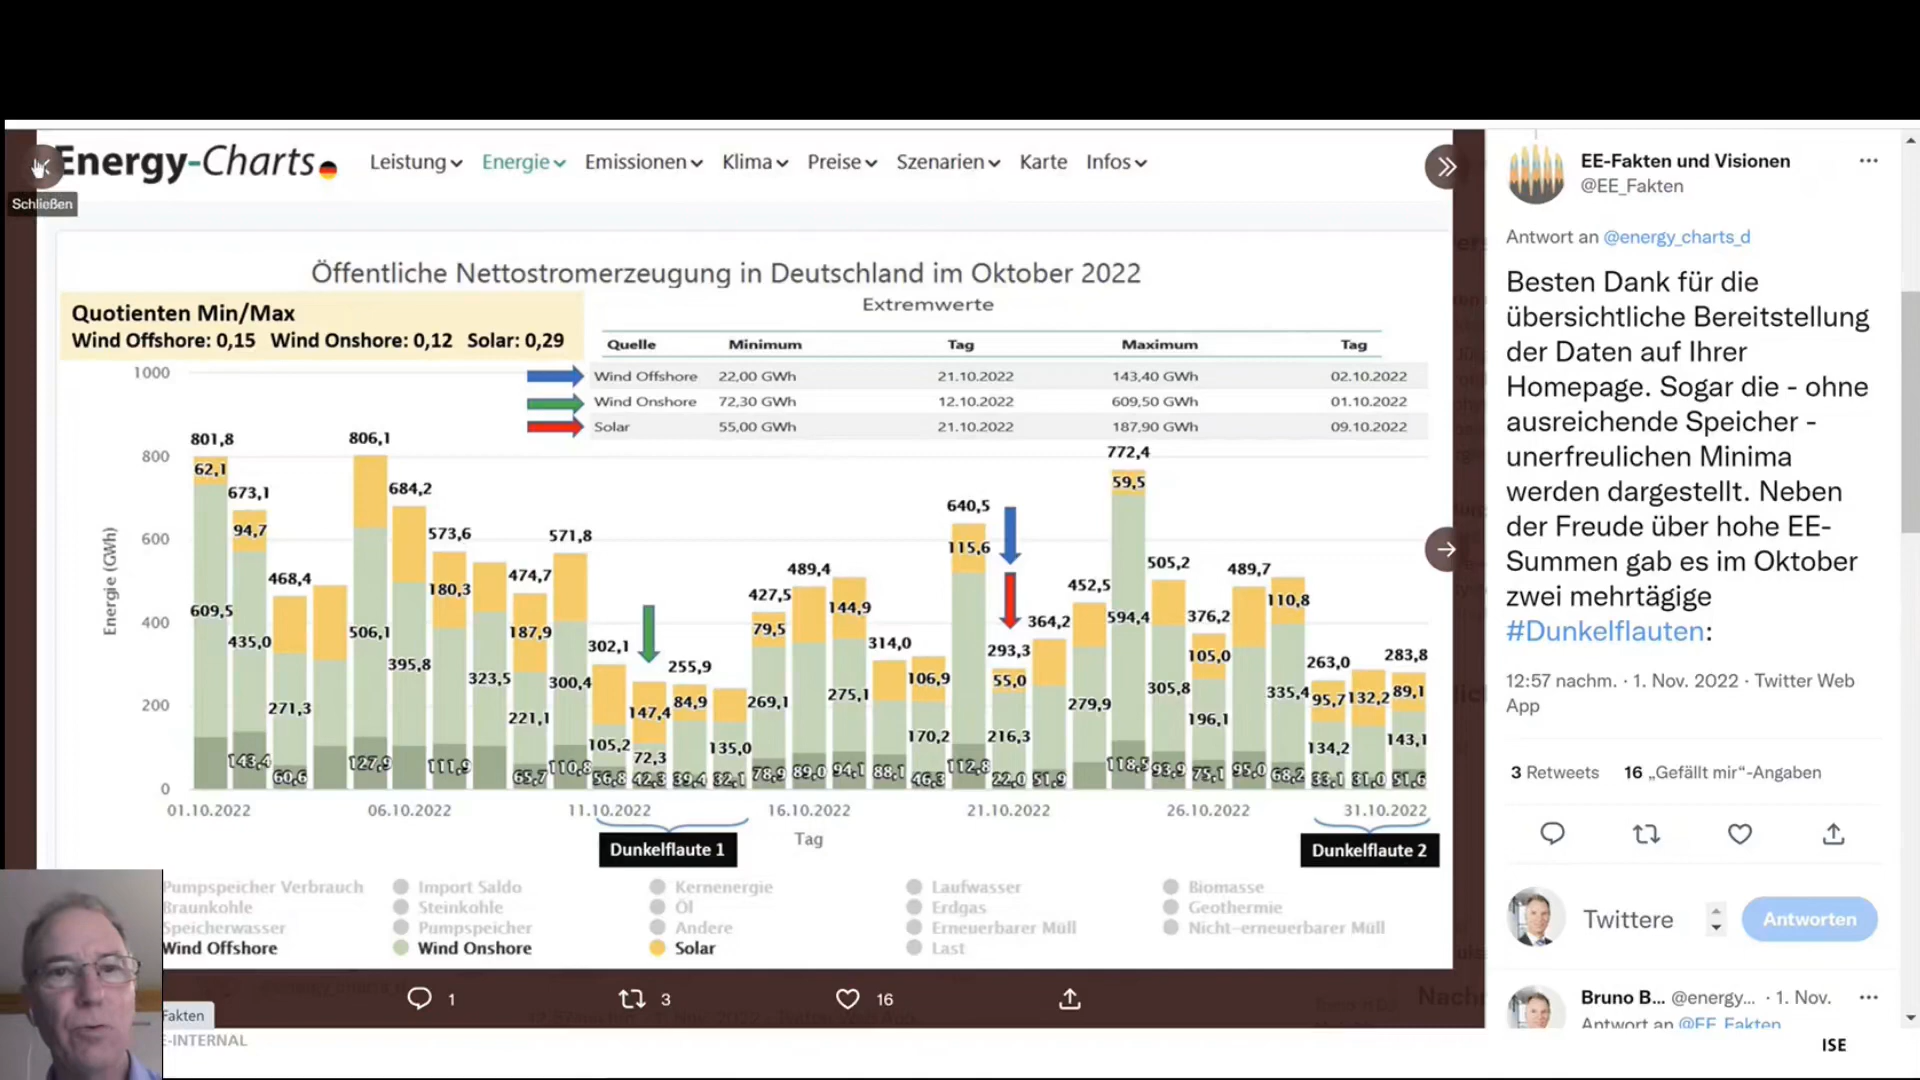 Energy-Charts
Leistung
Energie
Emissionen
Klima
Preise
Szenarien
Karte
Infos
Schließen
Öffentliche Nettostromerzeugung in Deutschland im Oktober 2022
Quotienten Min/Max
Wind Offshore: 0,15 Wind Onshore: 0,12 Solar: 0,29
Extremwerte
Quelle Minimum Tag Maximum Tag
Wind Offshore 22,00 GWh 21.10.2022 143,40 GWh 02.10.2022
Wind Onshore 72,30 GWh 12.10.2022 609,50 GWh 01.10.2022
Solar 55,00 GWh 21.10.2022 187,90 GWh 09.10.2022
Energie (GWh)
1000
800
600
400
200
0
801,8
62,1
609,5
673,1
94,7
435,0
143,4
468,4
271,3
60,6
806,1
506,1
127,9
684,2
395,8
573,6
180,3
111,9
323,5
474,7
187,9
221,1
65,7
571,8
300,4
110,8
302,1
105,2
56,8
147,4
72,3
42,3
255,9
84,9
39,4
135,0
32,1
427,5
79,5
269,1
78,9
489,4
89,0
144,9
275,1
94,1
314,0
88,1
106,9
170,2
46,3
640,5
115,6
112,8
293,3
55,0
216,3
22,0
364,2
51,9
452,5
279,9
772,4
59,5
594,4
118,5
505,2
305,8
93,9
376,2
105,0
196,1
75,1
489,7
95,0
110,8
335,4
68,2
263,0
95,7
134,2
33,1
132,2
31,0
283,8
89,1
143,1
51,6
01.10.2022
06.10.2022
11.10.2022
16.10.2022
21.10.2022
26.10.2022
31.10.2022
Tag
Dunkelflaute 1
Dunkelflaute 2
Pumpspeicher Verbrauch
Import Saldo
Kernenergie
Laufwasser
Biomasse
Braunkohle
Steinkohle
Öl
Erdgas
Geothermie
Speicherwasser
Pumpspeicher
Andere
Erneuerbarer Müll
Nicht-erneuerbarer Müll
Wind Offshore
Wind Onshore
Solar
Last
1
3
16
Fakten
E-INTERNAL
EE-Fakten und Visionen
@EE_Fakten
Antwort an @energy_charts_d
Besten Dank für die
übersichtliche Bereitstellung
der Daten auf Ihrer
Homepage. Sogar die - ohne
ausreichende Speicher -
unerfreulichen Minima
werden dargestellt. Neben
der Freude über hohe EE-
Summen gab es im Oktober
zwei mehrtägige
#Dunkelflauten:
12:57 nachm. · 1. Nov. 2022 · Twitter Web
App
3 Retweets 16 „Gefällt mir“-Angaben
Twittere
Antworten
Bruno B... @energy... · 1. Nov.
Antwort an @EE_Fakten
ISE